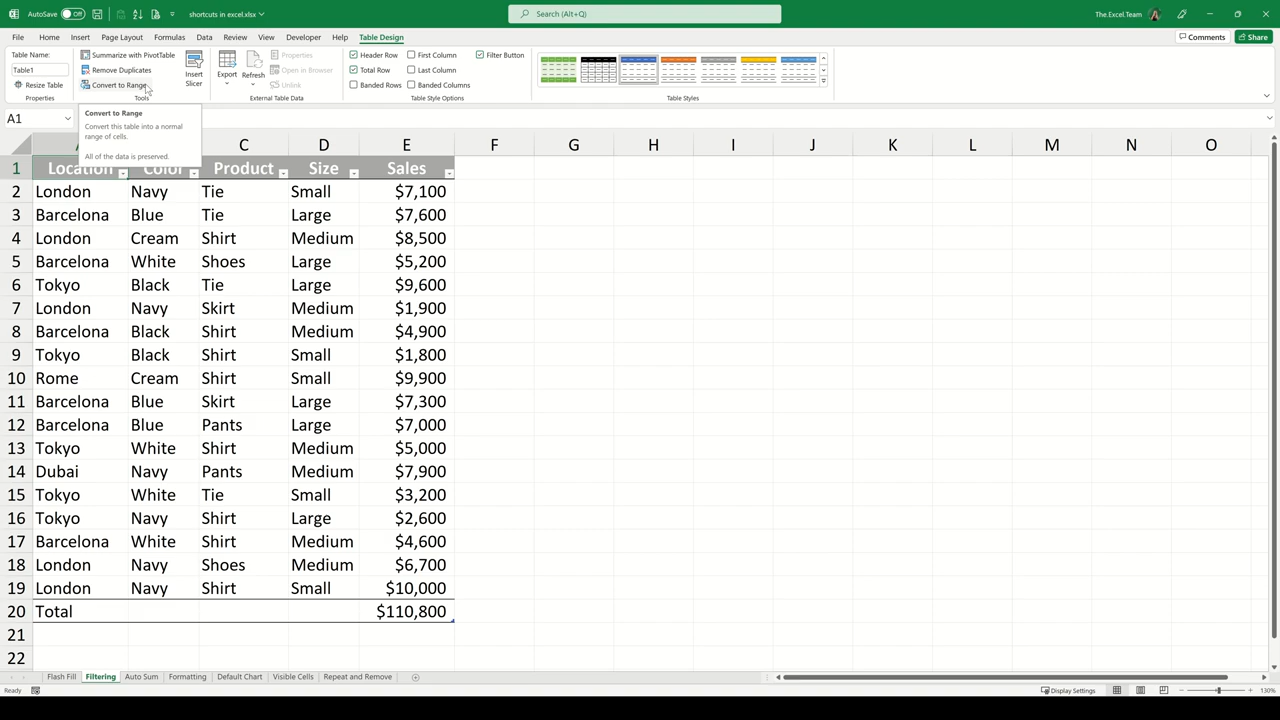 AutoSave Off shortcuts in excel.xlsx Search (Alt+Q) The.Excel.Team
File Home Insert Page Layout Formulas Data Review View Developer Help Table Design Comments Share
Table Name:
Table1
Resize Table
Properties
Summarize with PivotTable
Remove Duplicates
Convert to Range
Tools
Insert
Slicer
Export
Refresh
Properties
Open in Browser
Unlink
External Table Data
Header Row First Column Filter Button
Total Row Last Column
Banded Rows Banded Columns
Table Style Options
Table Styles
A1
Convert to Range
Convert this table into a normal
range of cells.
All of the data is preserved.
C D E F G H I J K L M N O
1 Location Color Product Size Sales
2 London Navy Tie Small $7,100
3 Barcelona Blue Tie Large $7,600
4 London Cream Shirt Medium $8,500
5 Barcelona White Shoes Large $5,200
6 Tokyo Black Tie Large $9,600
7 London Navy Skirt Medium $1,900
8 Barcelona Black Shirt Medium $4,900
9 Tokyo Black Shirt Small $1,800
10 Rome Cream Shirt Small $9,900
11 Barcelona Blue Skirt Large $7,300
12 Barcelona Blue Pants Large $7,000
13 Tokyo White Shirt Medium $5,000
14 Dubai Navy Pants Medium $7,900
15 Tokyo White Tie Small $3,200
16 Tokyo Navy Shirt Large $2,600
17 Barcelona White Shirt Medium $4,600
18 London Navy Shoes Medium $6,700
19 London Navy Shirt Small $10,000
20 Total $110,800
21
22
Flash Fill Filtering Auto Sum Formatting Default Chart Visible Cells Repeat and Remove
Ready Display Settings 130%